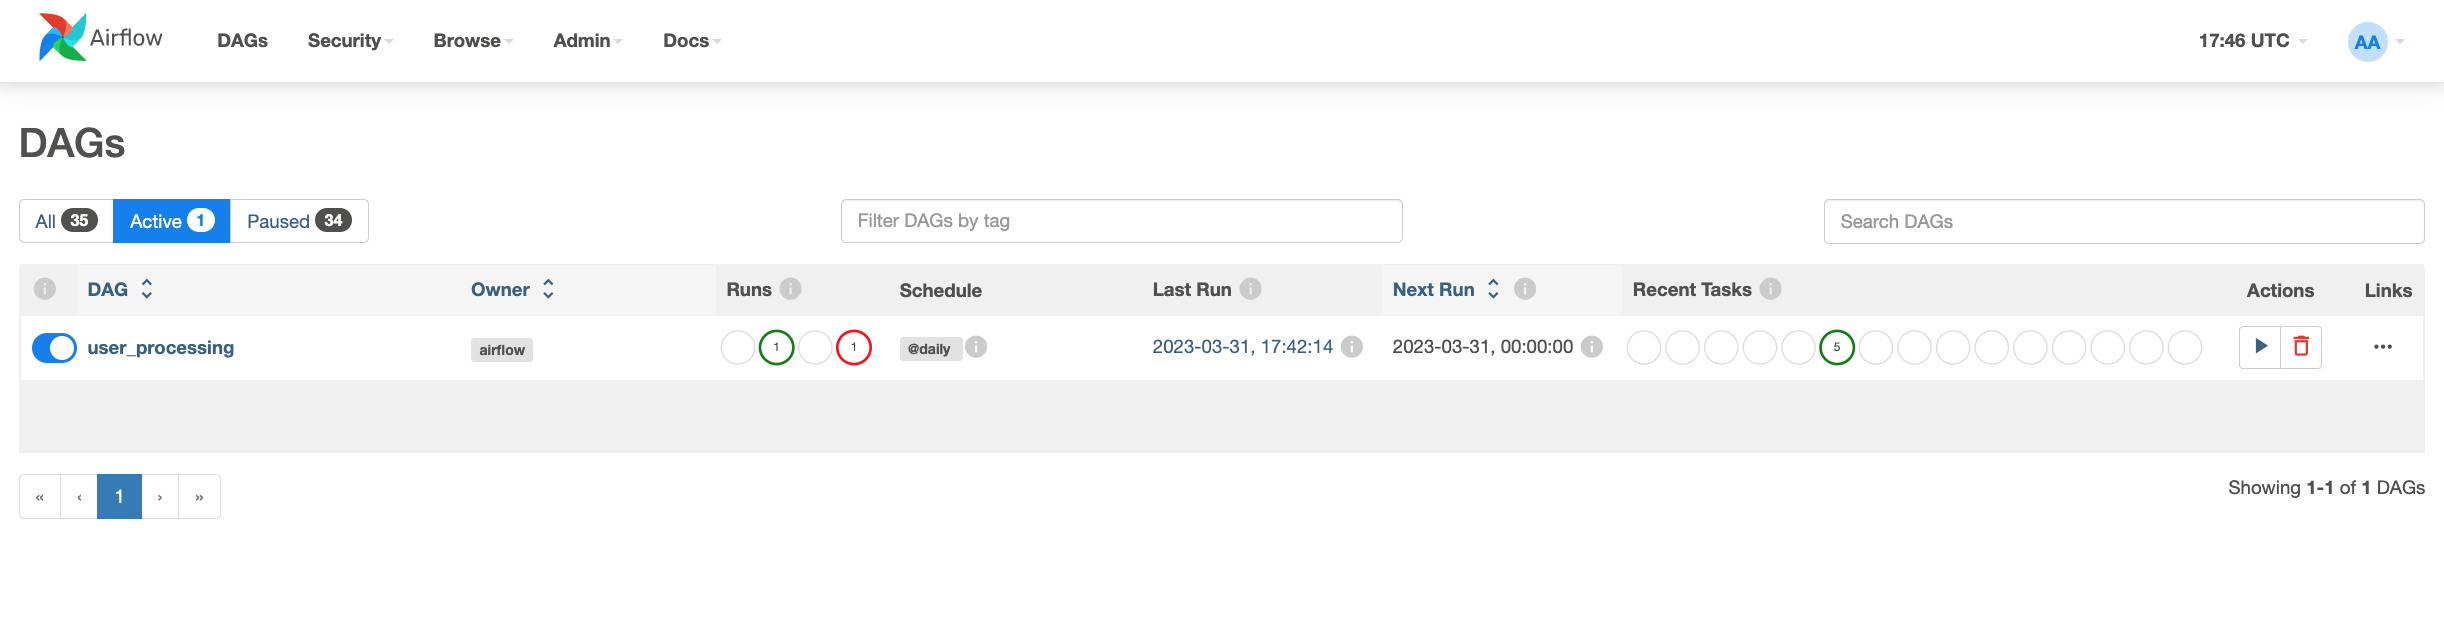 Airflow DAGs Security Browse Admin Docs 17:46 UTC AA
DAGs
All 35 Active 1 Paused 34 Filter DAGs by tag Search DAGs
i DAG Owner Runs i Schedule Last Run i Next Run i Recent Tasks i Actions Links
user_processing airflow 1 1 @daily i 2023-03-31, 17:42:14 i 2023-03-31, 00:00:00 i 5 ...
« ‹ 1 › » Showing 1-1 of 1 DAGs